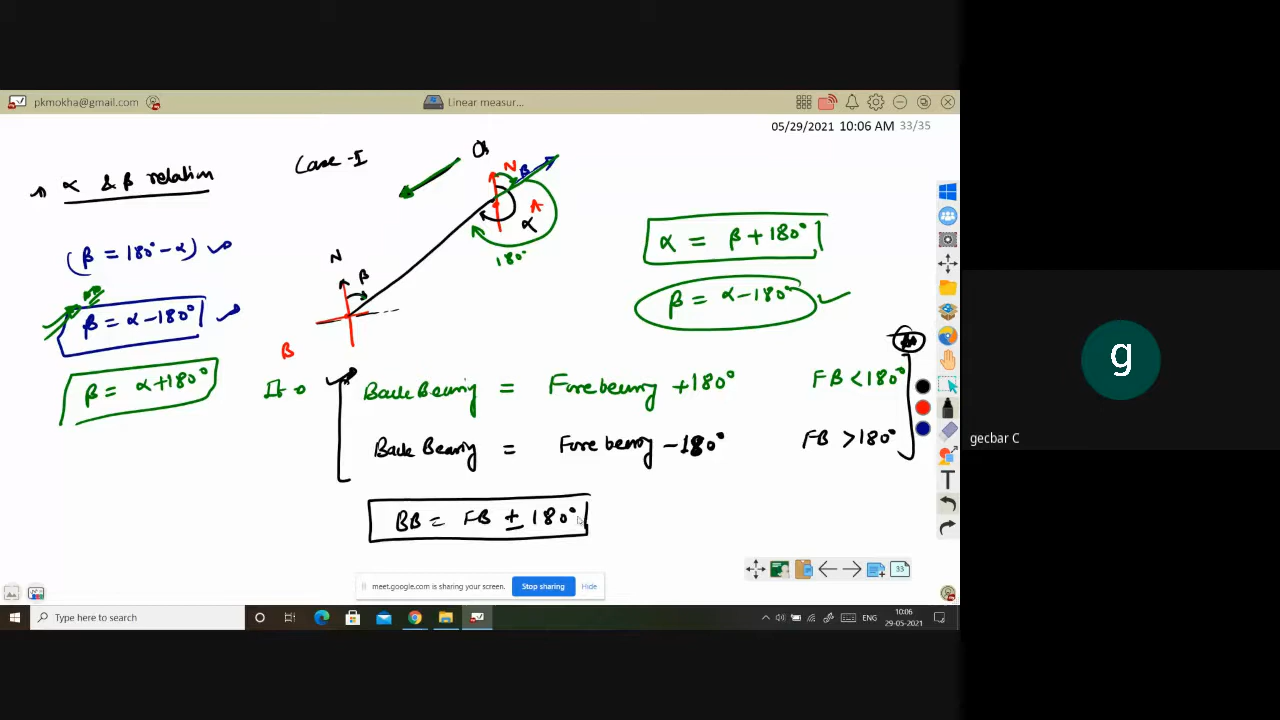 pkmokha@gmail.com
Linear measur...
05/29/2021 10:06 AM 33/35
Case -I
α & β relation
N
β
A
α
180°
N
β
B
(β = 180° - α)
β = α - 180°
β = α + 180°
α = β + 180°
β = α - 180°
Back Bearing = Fore bearing + 180° FB < 180°
Back Bearing = Fore bearing - 180° FB > 180°
BB = FB ± 180°
g
gecbar C
meet.google.com is sharing your screen. Stop sharing Hide
33
Type here to search
ENG
10:06
29-05-2021